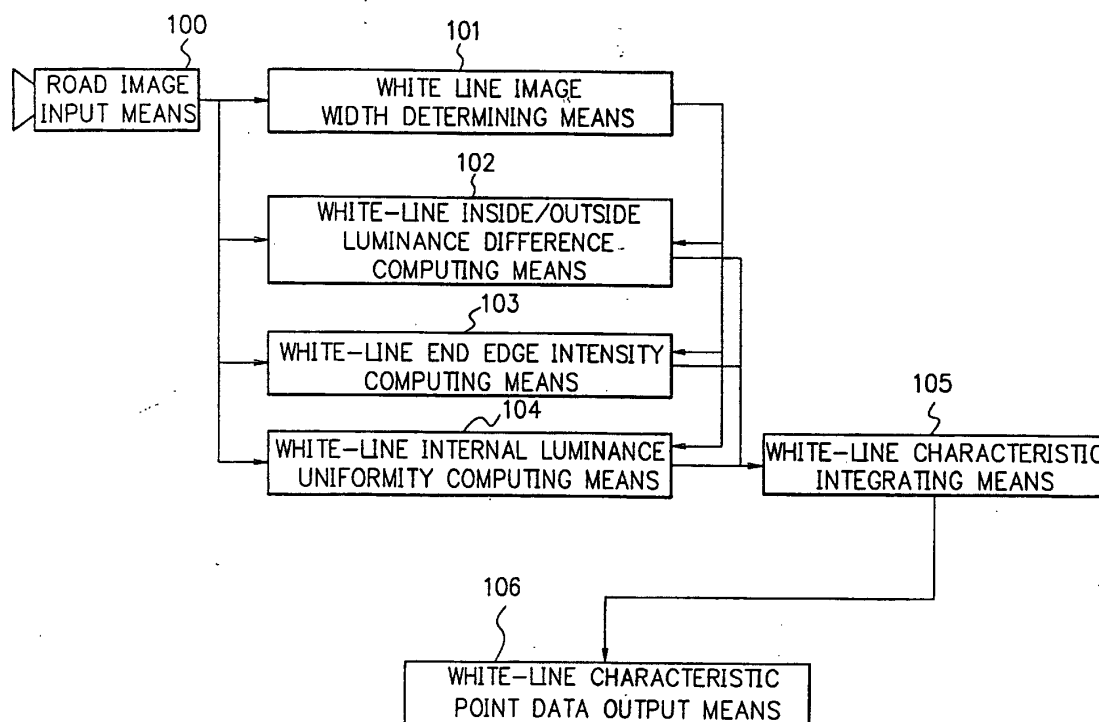 100
ROAD IMAGE
INPUT MEANS
101
WHITE LINE IMAGE
WIDTH DETERMINING MEANS
102
WHITE-LINE INSIDE/OUTSIDE
LUMINANCE DIFFERENCE
COMPUTING MEANS
103
WHITE-LINE END EDGE INTENSITY
COMPUTING MEANS
104
WHITE-LINE INTERNAL LUMINANCE
UNIFORMITY COMPUTING MEANS
105
WHITE-LINE CHARACTERISTIC
INTEGRATING MEANS
106
WHITE-LINE CHARACTERISTIC
POINT DATA OUTPUT MEANS